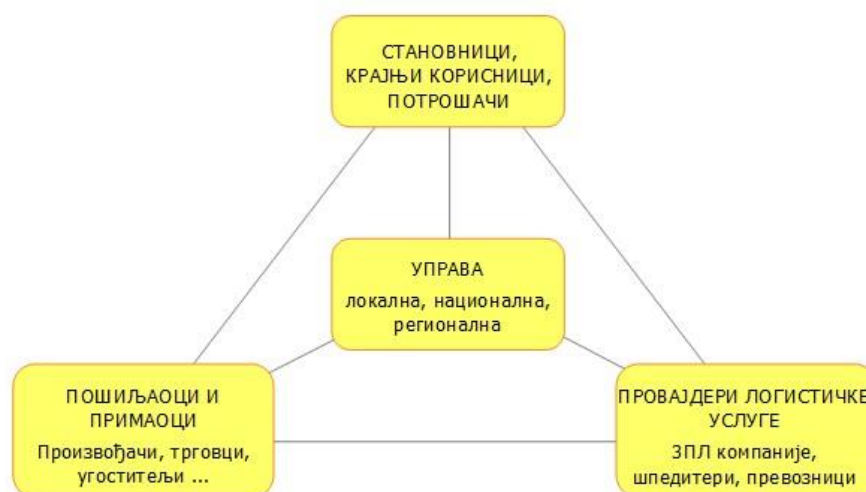 СТАНОВНИЦИ,
КРАЈЊИ КОРИСНИЦИ,
ПОТРОШАЧИ
УПРАВА
локална, национална,
регионална
ПОШИЉАОЦИ И
ПРИМАОЦИ
Произвођачи, трговци,
угоститељи ...
ПРОВАЈДЕРИ ЛОГИСТИЧКЕ
УСЛУГЕ
3ПЛ компаније,
шпедитери, превозници